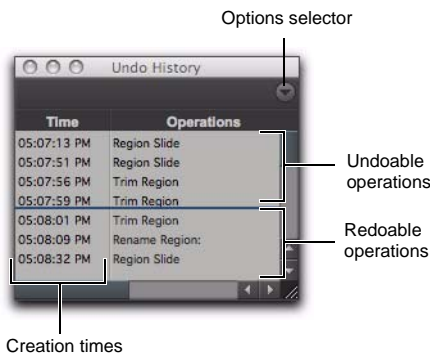 Options selector
Undo History
Time Operations
05:07:13 PM Region Slide
05:07:51 PM Region Slide
05:07:56 PM Trim Region
05:07:59 PM Trim Region
05:08:01 PM Trim Region
05:08:09 PM Rename Region:
05:08:32 PM Region Slide
Undoable
operations
Redoable
operations
Creation times